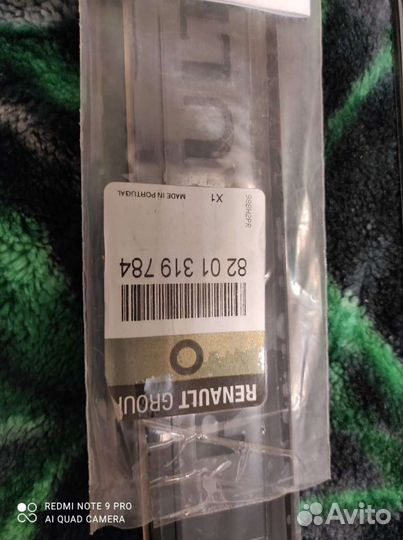 RENAULT GROUP
82 01 319 784
X1
MADE IN PORTUGAL
REDMI NOTE 9 PRO
AI QUAD CAMERA
Avito